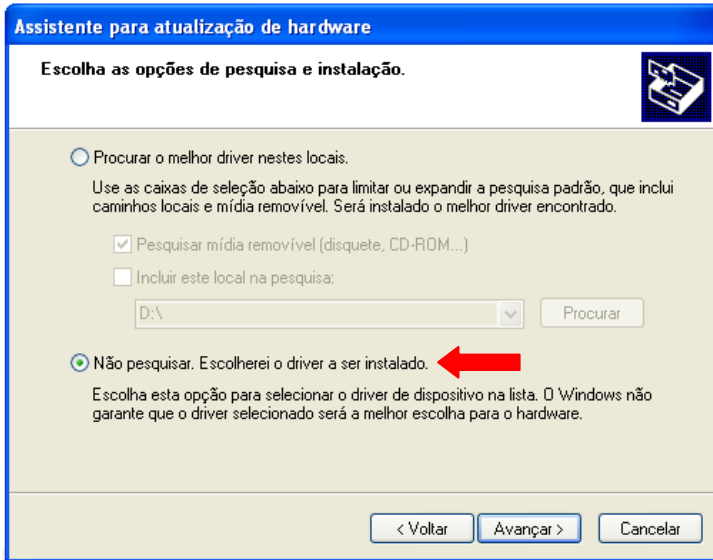 Assistente para atualização de hardware
Escolha as opções de pesquisa e instalação.
Procurar o melhor driver nestes locais.
Use as caixas de seleção abaixo para limitar ou expandir a pesquisa padrão, que inclui
caminhos locais e mídia removível. Será instalado o melhor driver encontrado.
Pesquisar mídia removível (disquete, CD-ROM...)
Incluir este local na pesquisa:
D:\
Procurar
Não pesquisar. Escolherei o driver a ser instalado.
Escolha esta opção para selecionar o driver de dispositivo na lista. O Windows não
garante que o driver selecionado será a melhor escolha para o hardware.
< Voltar
Avançar >
Cancelar